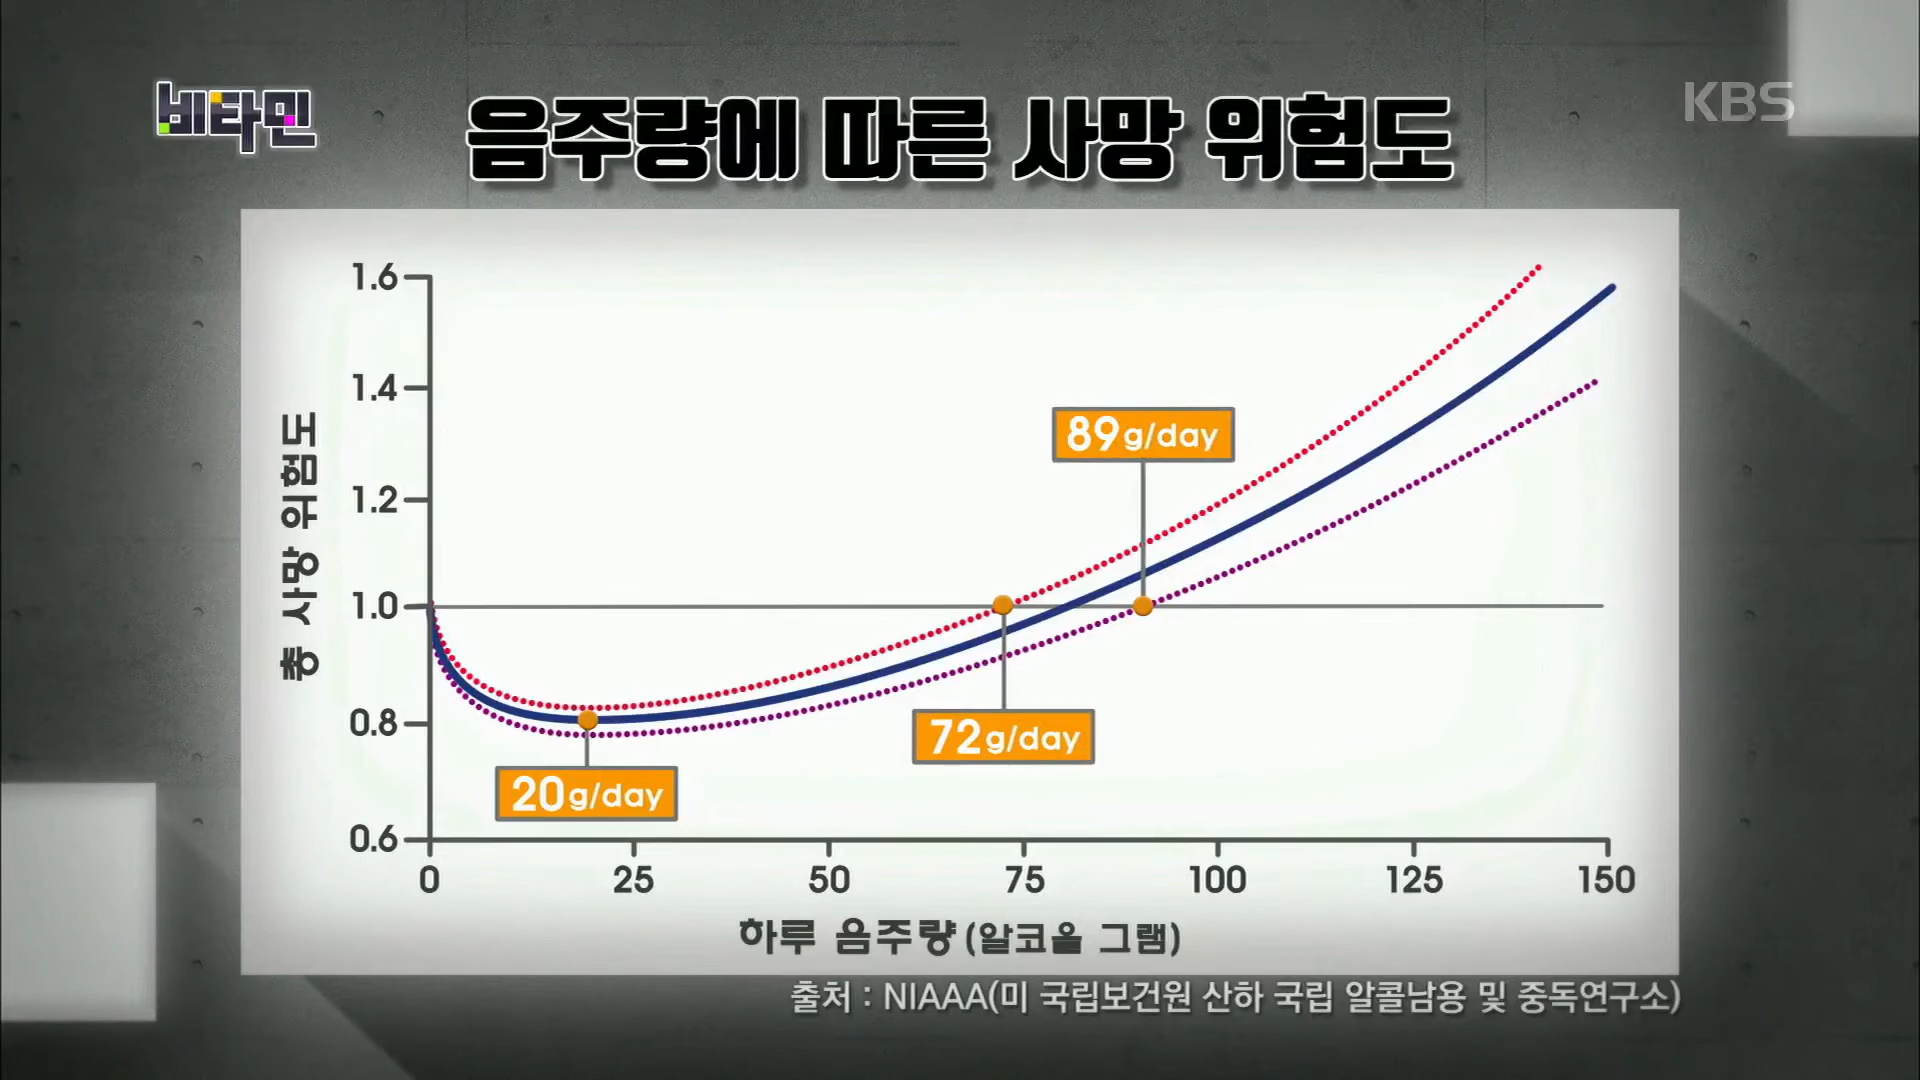 비타민
음주량에 따른 사망 위험도
KBS
총 사망 위험도
1.6
1.4
1.2
1.0
0.8
0.6
89g/day
72g/day
20g/day
0 25 50 75 100 125 150
하루 음주량(알코올 그램)
출처 : NIAAA(미 국립보건원 산하 국립 알콜남용 및 중독연구소)